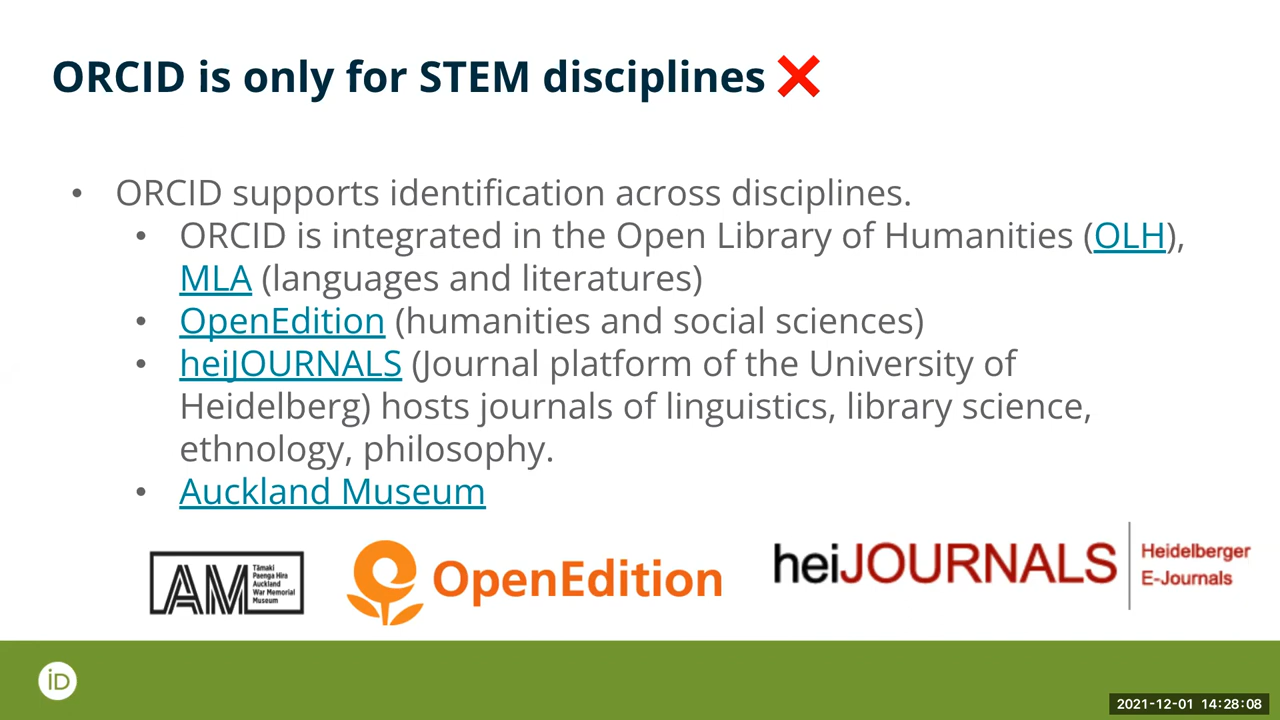 ORCID is only for STEM disciplines ❌
• ORCID supports identification across disciplines.
• ORCID is integrated in the Open Library of Humanities (OLH),
MLA (languages and literatures)
• OpenEdition (humanities and social sciences)
• heiJOURNALS (Journal platform of the University of
Heidelberg) hosts journals of linguistics, library science,
ethnology, philosophy.
• Auckland Museum
AM
Tāmaki
Paenga Hira
Auckland
War Memorial
Museum
OpenEdition
heiJOURNALS
Heidelberger
E-Journals
iD
2021-12-01 14:28:08